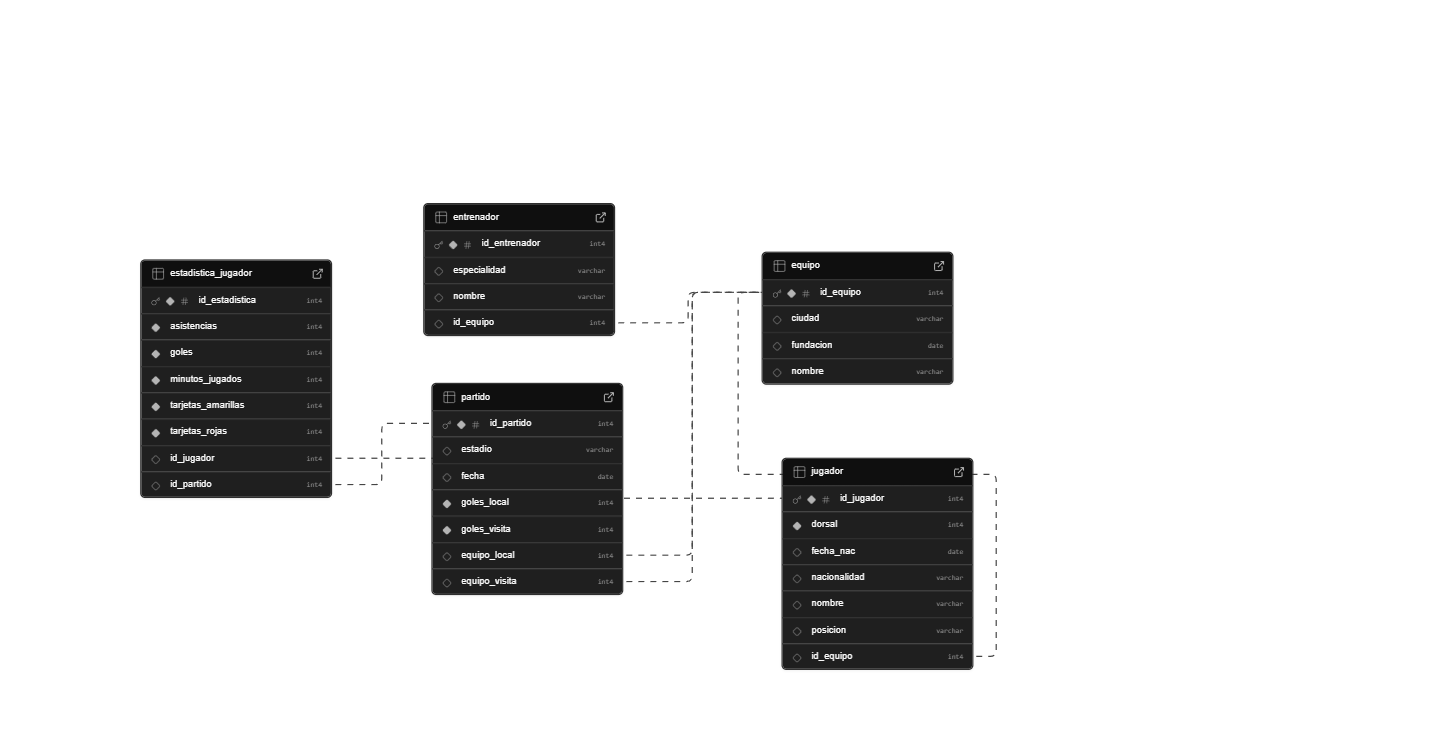 entrenador
id_entrenador int4
especialidad varchar
nombre varchar
id_equipo int4
equipo
id_equipo int4
ciudad varchar
fundacion date
nombre varchar
estadistica_jugador
id_estadistica int4
asistencias int4
goles int4
minutos_jugados int4
tarjetas_amarillas int4
tarjetas_rojas int4
id_jugador int4
id_partido int4
partido
id_partido int4
estadio varchar
fecha date
goles_local int4
goles_visita int4
equipo_local int4
equipo_visita int4
jugador
id_jugador int4
dorsal int4
fecha_nac date
nacionalidad varchar
nombre varchar
posicion varchar
id_equipo int4